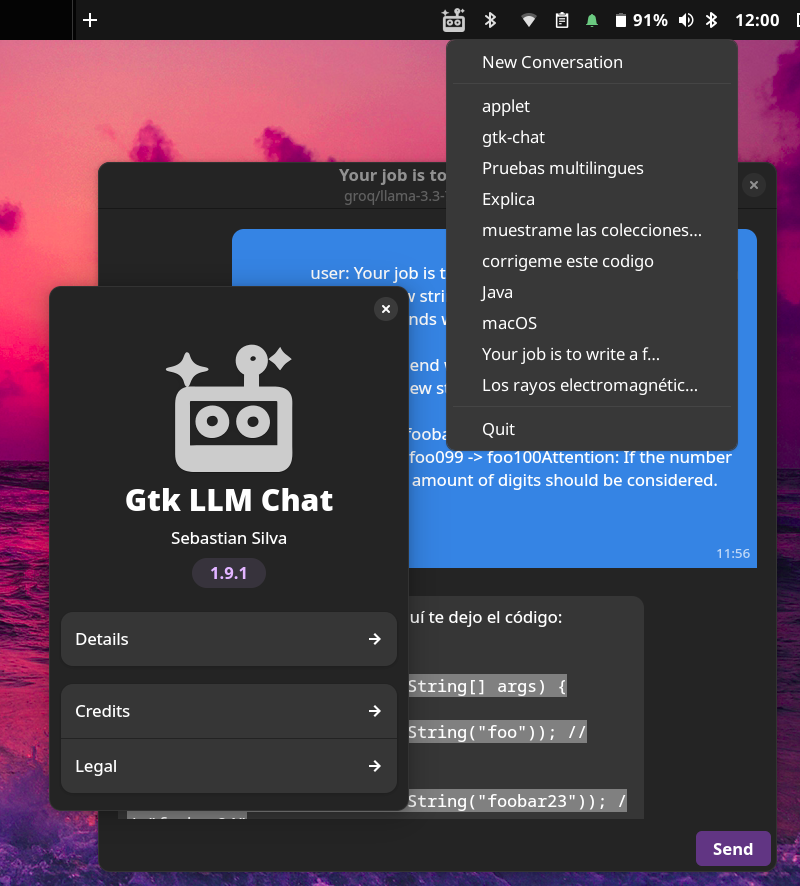 91%
12:00
New Conversation
applet
gtk-chat
Pruebas multilingues
Explica
muestrame las colecciones...
corrigeme este codigo
Java
macOS
Your job is to write a f...
Los rayos electromagnétic...
Quit
Your job is to
groq/llama-3.3-
user: Your job is t
w stri
nds w
end w
ew st
fooba
foo099 -> foo100Attention: If the number
amount of digits should be considered.
11:56
Gtk LLM Chat
Sebastian Silva
1.9.1
Details
Credits
Legal
uí te dejo el código:
String[] args) {
String("foo")); //
String("foobar23")); /
Send